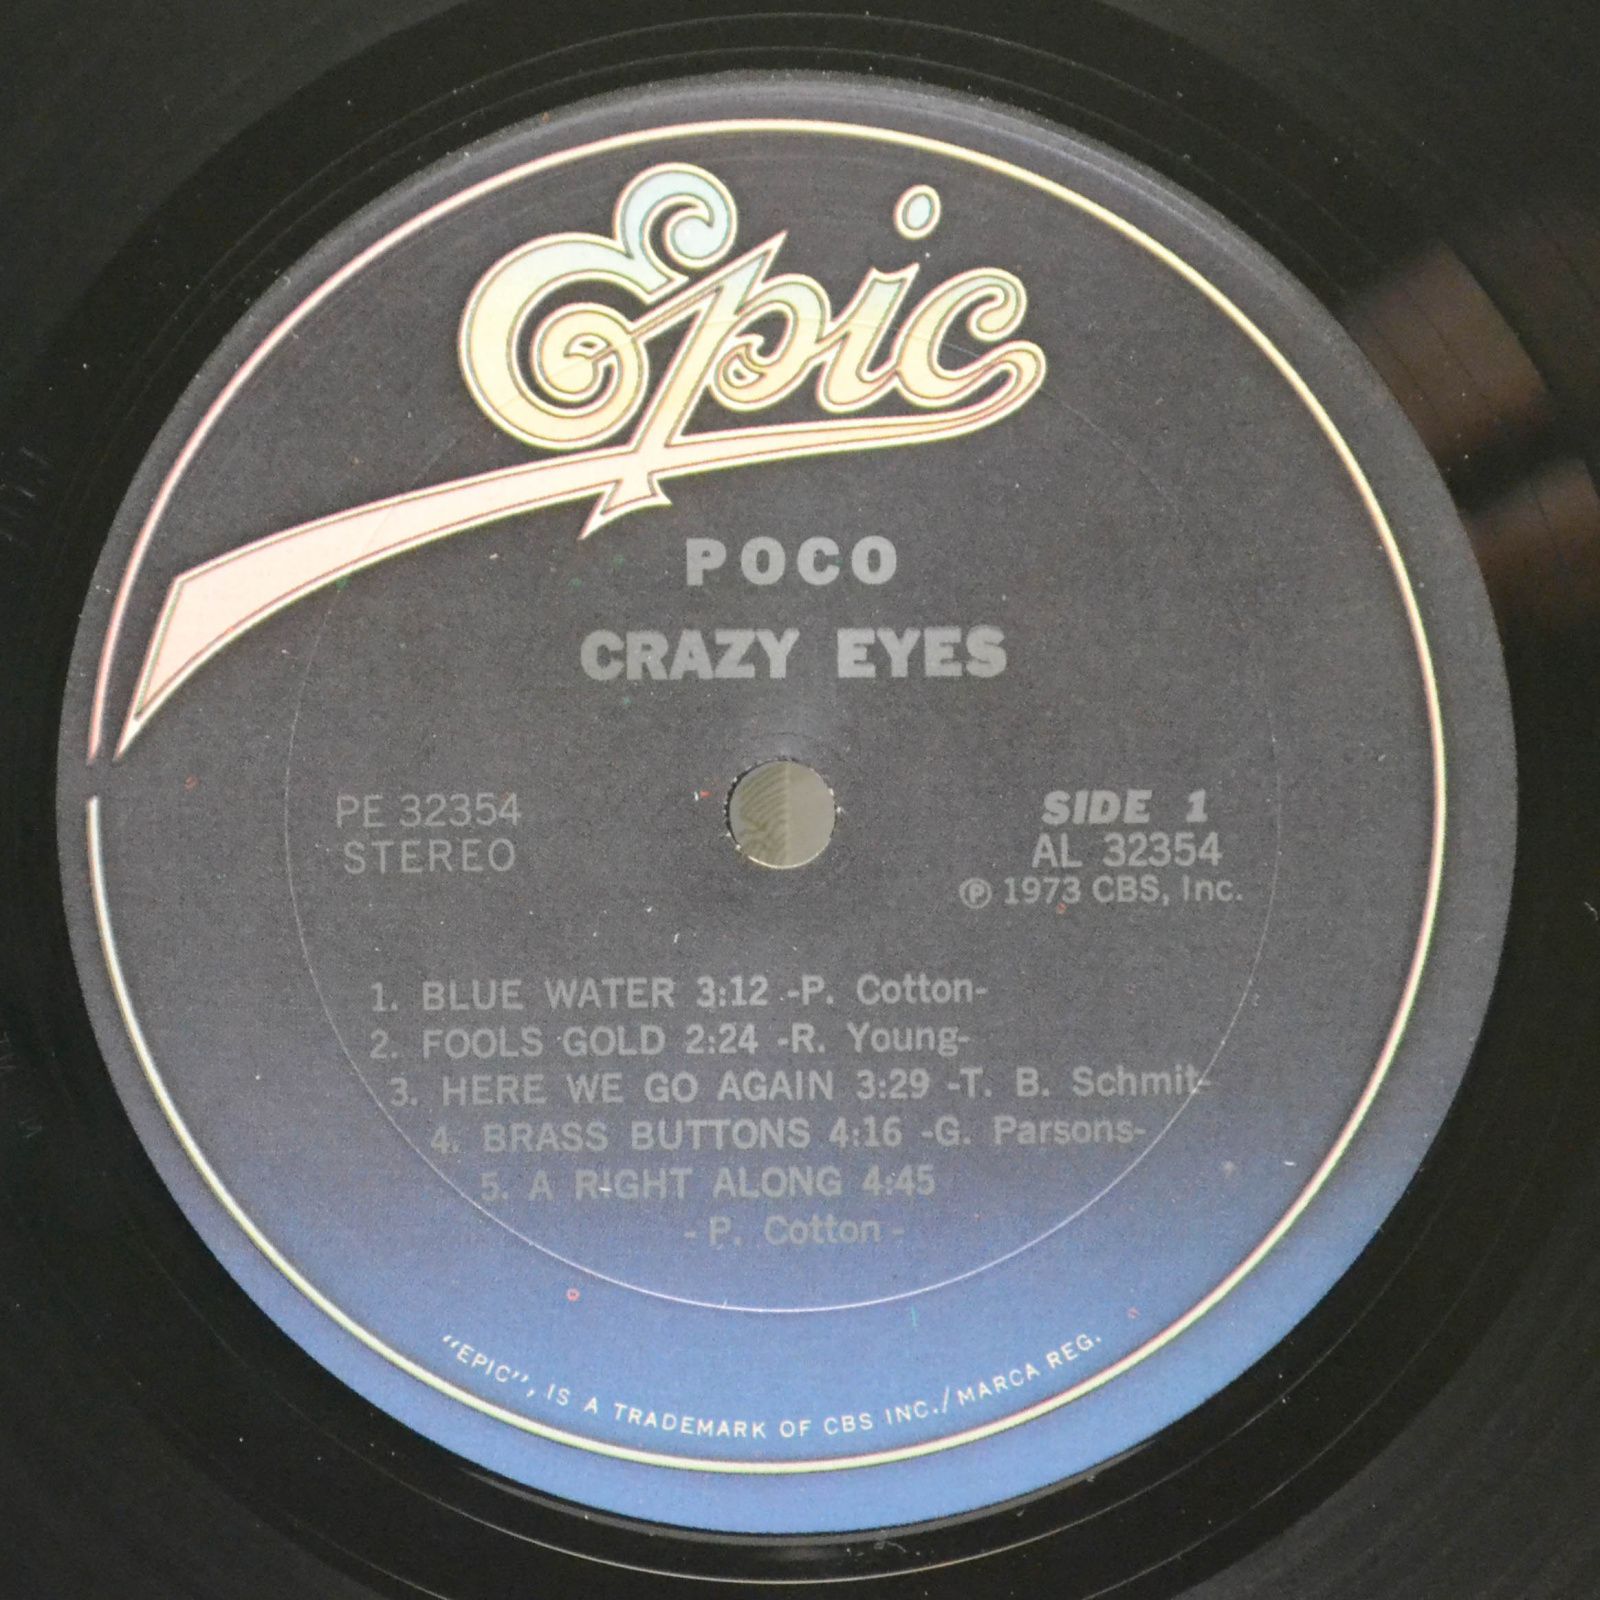 Epic
POCO
CRAZY EYES
PE 32354
STEREO
SIDE 1
AL 32354
℗ 1973 CBS, Inc.
1. BLUE WATER 3:12 -P. Cotton-
2. FOOLS GOLD 2:24 -R. Young-
3. HERE WE GO AGAIN 3:29 -T. B. Schmit-
4. BRASS BUTTONS 4:16 -G. Parsons-
5. A RIGHT ALONG 4:45
- P. Cotton -
"EPIC", IS A TRADEMARK OF CBS INC./MARCA REG.